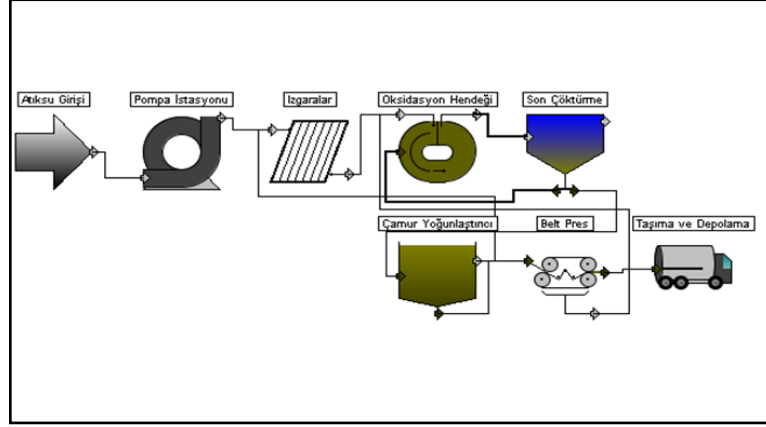 Atıksu Girişi
Pompa İstasyonu
Izgaralar
Oksidasyon Hendeği
Son Çöktürme
Çamur Yoğunlaştırıcı
Belt Pres
Taşıma ve Depolama